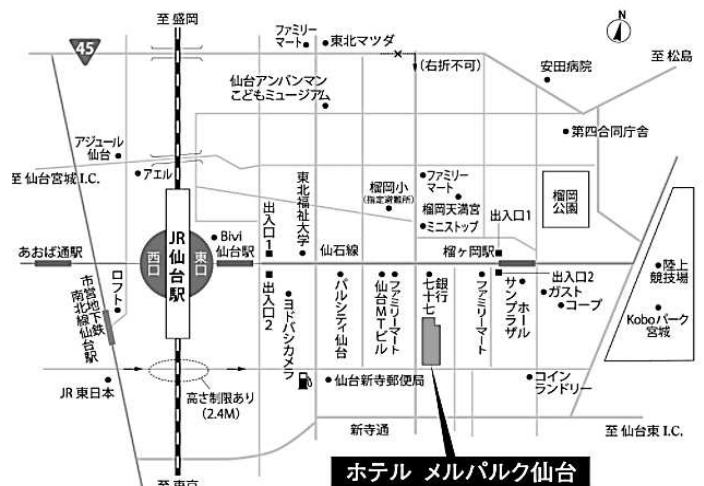 至 盛岡
N
45
ファミリー
マート
東北マツダ
(右折不可)
至 松島
安田病院
仙台アンパンマン
こどもミュージアム
第四合同庁舎
アジュール
仙台
至 仙台宮城 I.C.
アエル
東北福祉大学
榴岡小
(指定避難所)
ファミリー
マート
榴岡天満宮
ミニストップ
榴岡
公園
出入口1
出入口1
Bivi
仙台駅
仙石線
榴ヶ岡駅
あおば通駅
西口
JR仙台駅
東口
出入口2
出入口2
陸上
競技場
Koboパーク
宮城
市営地下鉄
南北線仙台駅
ロフト
ヨドバシカメラ
パルシティ仙台
仙台MTビル
ファミリーマート
七十七
銀行
ファミリーマート
サンプラザ
ホール
ガスト
コープ
JR 東日本
高さ制限あり
(2.4M)
仙台新寺郵便局
コイン
ランドリー
新寺通
至 仙台東 I.C.
ホテル メルパルク仙台
至 東京